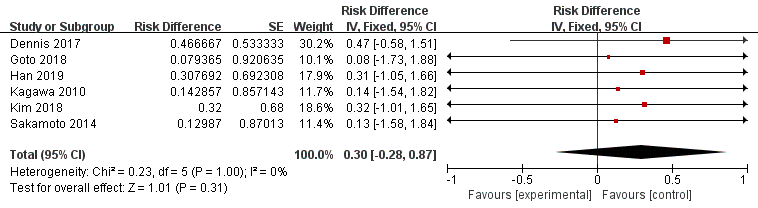 Risk Difference Risk Difference
Study or Subgroup Risk Difference SE Weight IV, Fixed, 95% CI IV, Fixed, 95% CI
Dennis 2017 0.466667 0.533333 30.2% 0.47 [-0.58, 1.51]
Goto 2018 0.079365 0.920635 10.1% 0.08 [-1.73, 1.88]
Han 2019 0.307692 0.692308 17.9% 0.31 [-1.05, 1.66]
Kagawa 2010 0.142857 0.857143 11.7% 0.14 [-1.54, 1.82]
Kim 2018 0.32 0.68 18.6% 0.32 [-1.01, 1.65]
Sakamoto 2014 0.12987 0.87013 11.4% 0.13 [-1.58, 1.84]
Total (95% CI) 100.0% 0.30 [-0.28, 0.87]
Heterogeneity: Chi² = 0.23, df = 5 (P = 1.00); I² = 0%
Test for overall effect: Z = 1.01 (P = 0.31)
-1 -0.5 0 0.5 1
Favours [experimental] Favours [control]